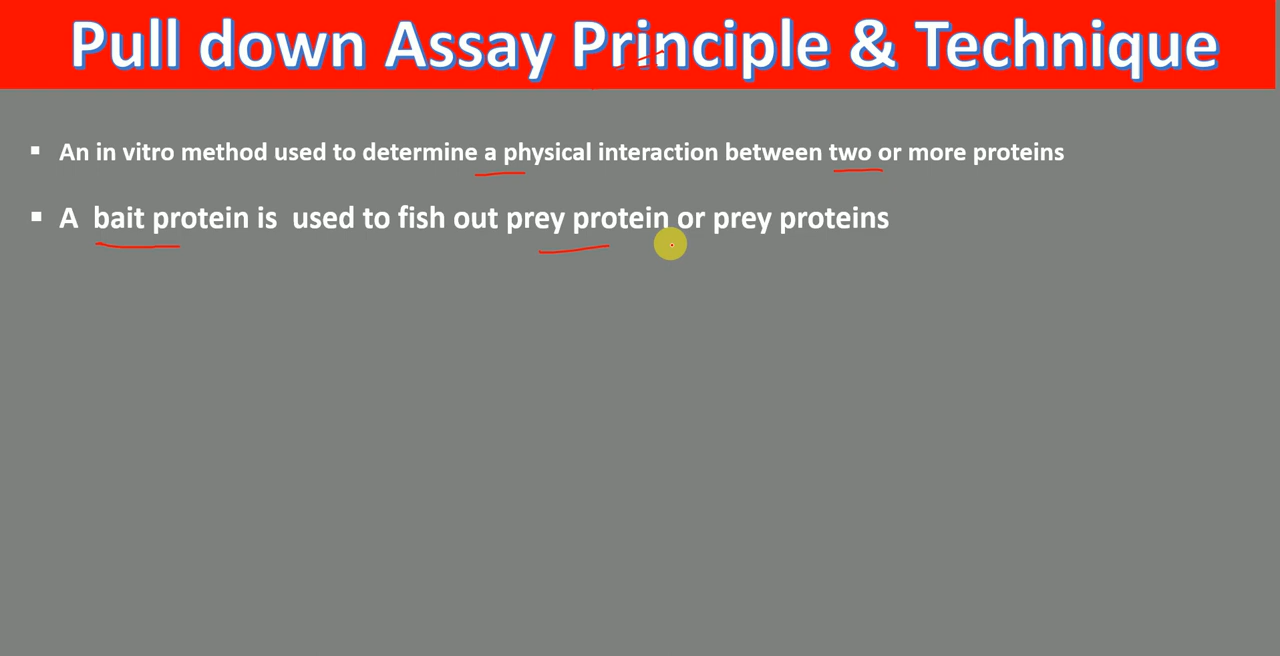 Pull down Assay Principle & Technique
▪ An in vitro method used to determine a physical interaction between two or more proteins
▪ A bait protein is used to fish out prey protein or prey proteins